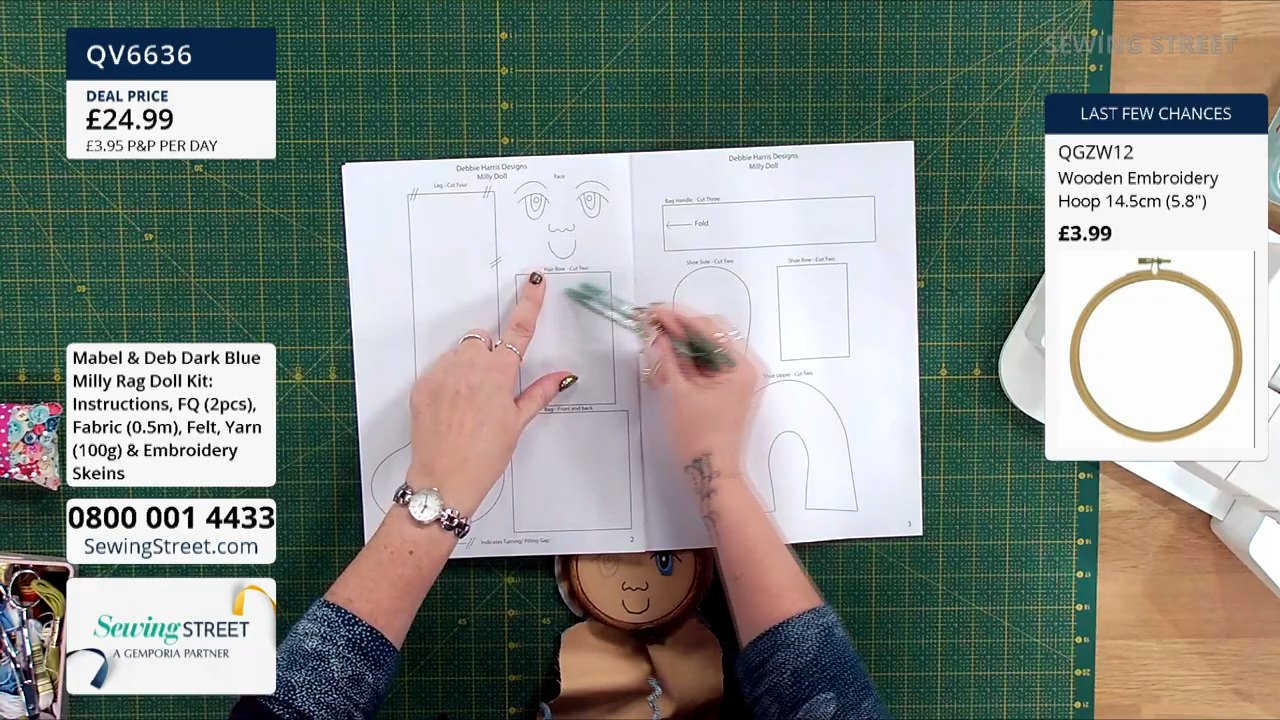 QV6636
DEAL PRICE
£24.99
£3.95 P&P PER DAY
Mabel & Deb Dark Blue
Milly Rag Doll Kit:
Instructions, FQ (2pcs),
Fabric (0.5m), Felt, Yarn
(100g) & Embroidery
Skeins
0800 001 4433
SewingStreet.com
Sewing STREET
A GEMPORIA PARTNER
Debbie Harris Designs
Milly Doll
Leg - Cut Four
Face
Hair Bow - Cut Two
Bag - Front and back
Indicates Turning/ Filling Gap
2
Debbie Harris Designs
Milly Doll
Bag Handle - Cut Three
Fold
Shoe Sole - Cut Two
Shoe Bow - Cut Two
Shoe Upper - Cut Two
3
SEWING STREET
LAST FEW CHANCES
QGZW12
Wooden Embroidery
Hoop 14.5cm (5.8")
£3.99